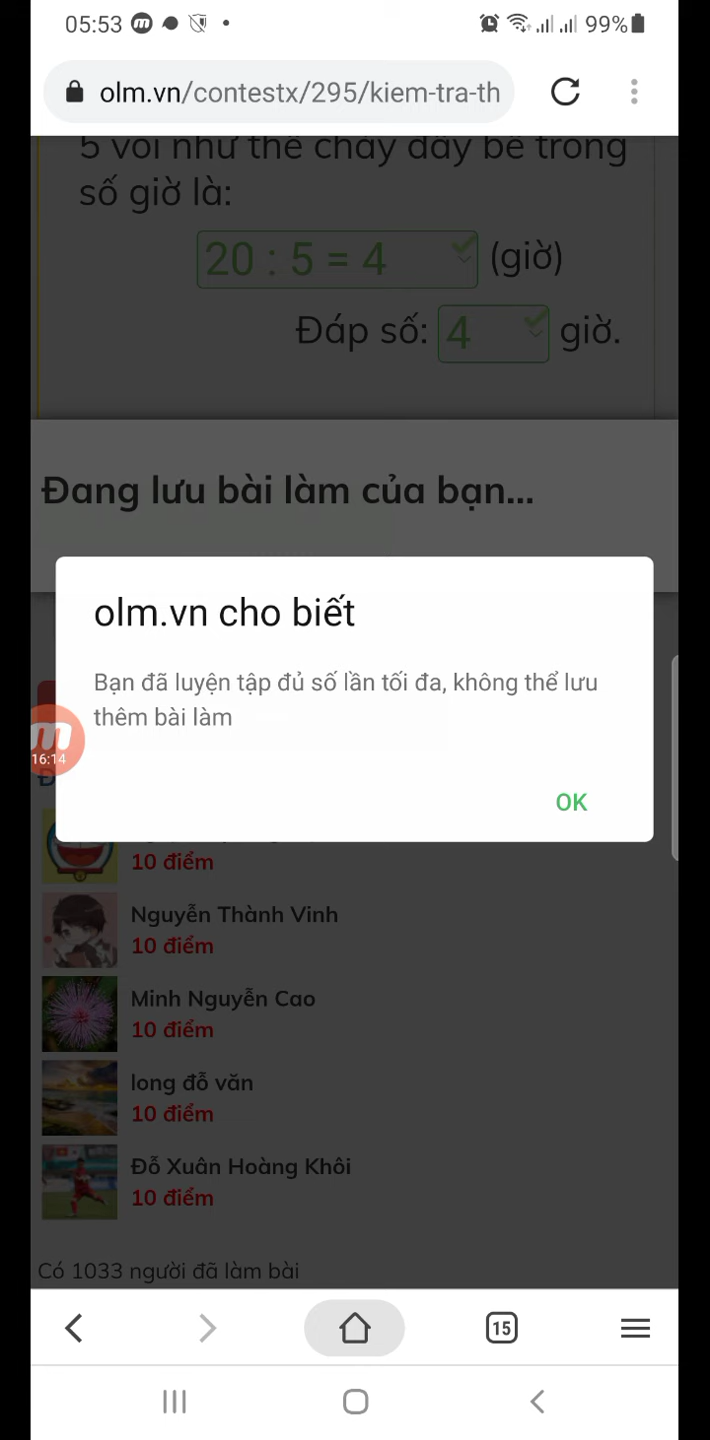 05:53
99%
olm.vn/contestx/295/kiem-tra-th
5 vòi như thế chảy đầy bể trong
số giờ là:
20 : 5 = 4 (giờ)
Đáp số: 4 giờ.
Đang lưu bài làm của bạn...
olm.vn cho biết
Bạn đã luyện tập đủ số lần tối đa, không thể lưu
thêm bài làm
16:14
OK
10 điểm
Nguyễn Thành Vinh
10 điểm
Minh Nguyễn Cao
10 điểm
long đỗ văn
10 điểm
Đỗ Xuân Hoàng Khôi
10 điểm
Có 1033 người đã làm bài
15